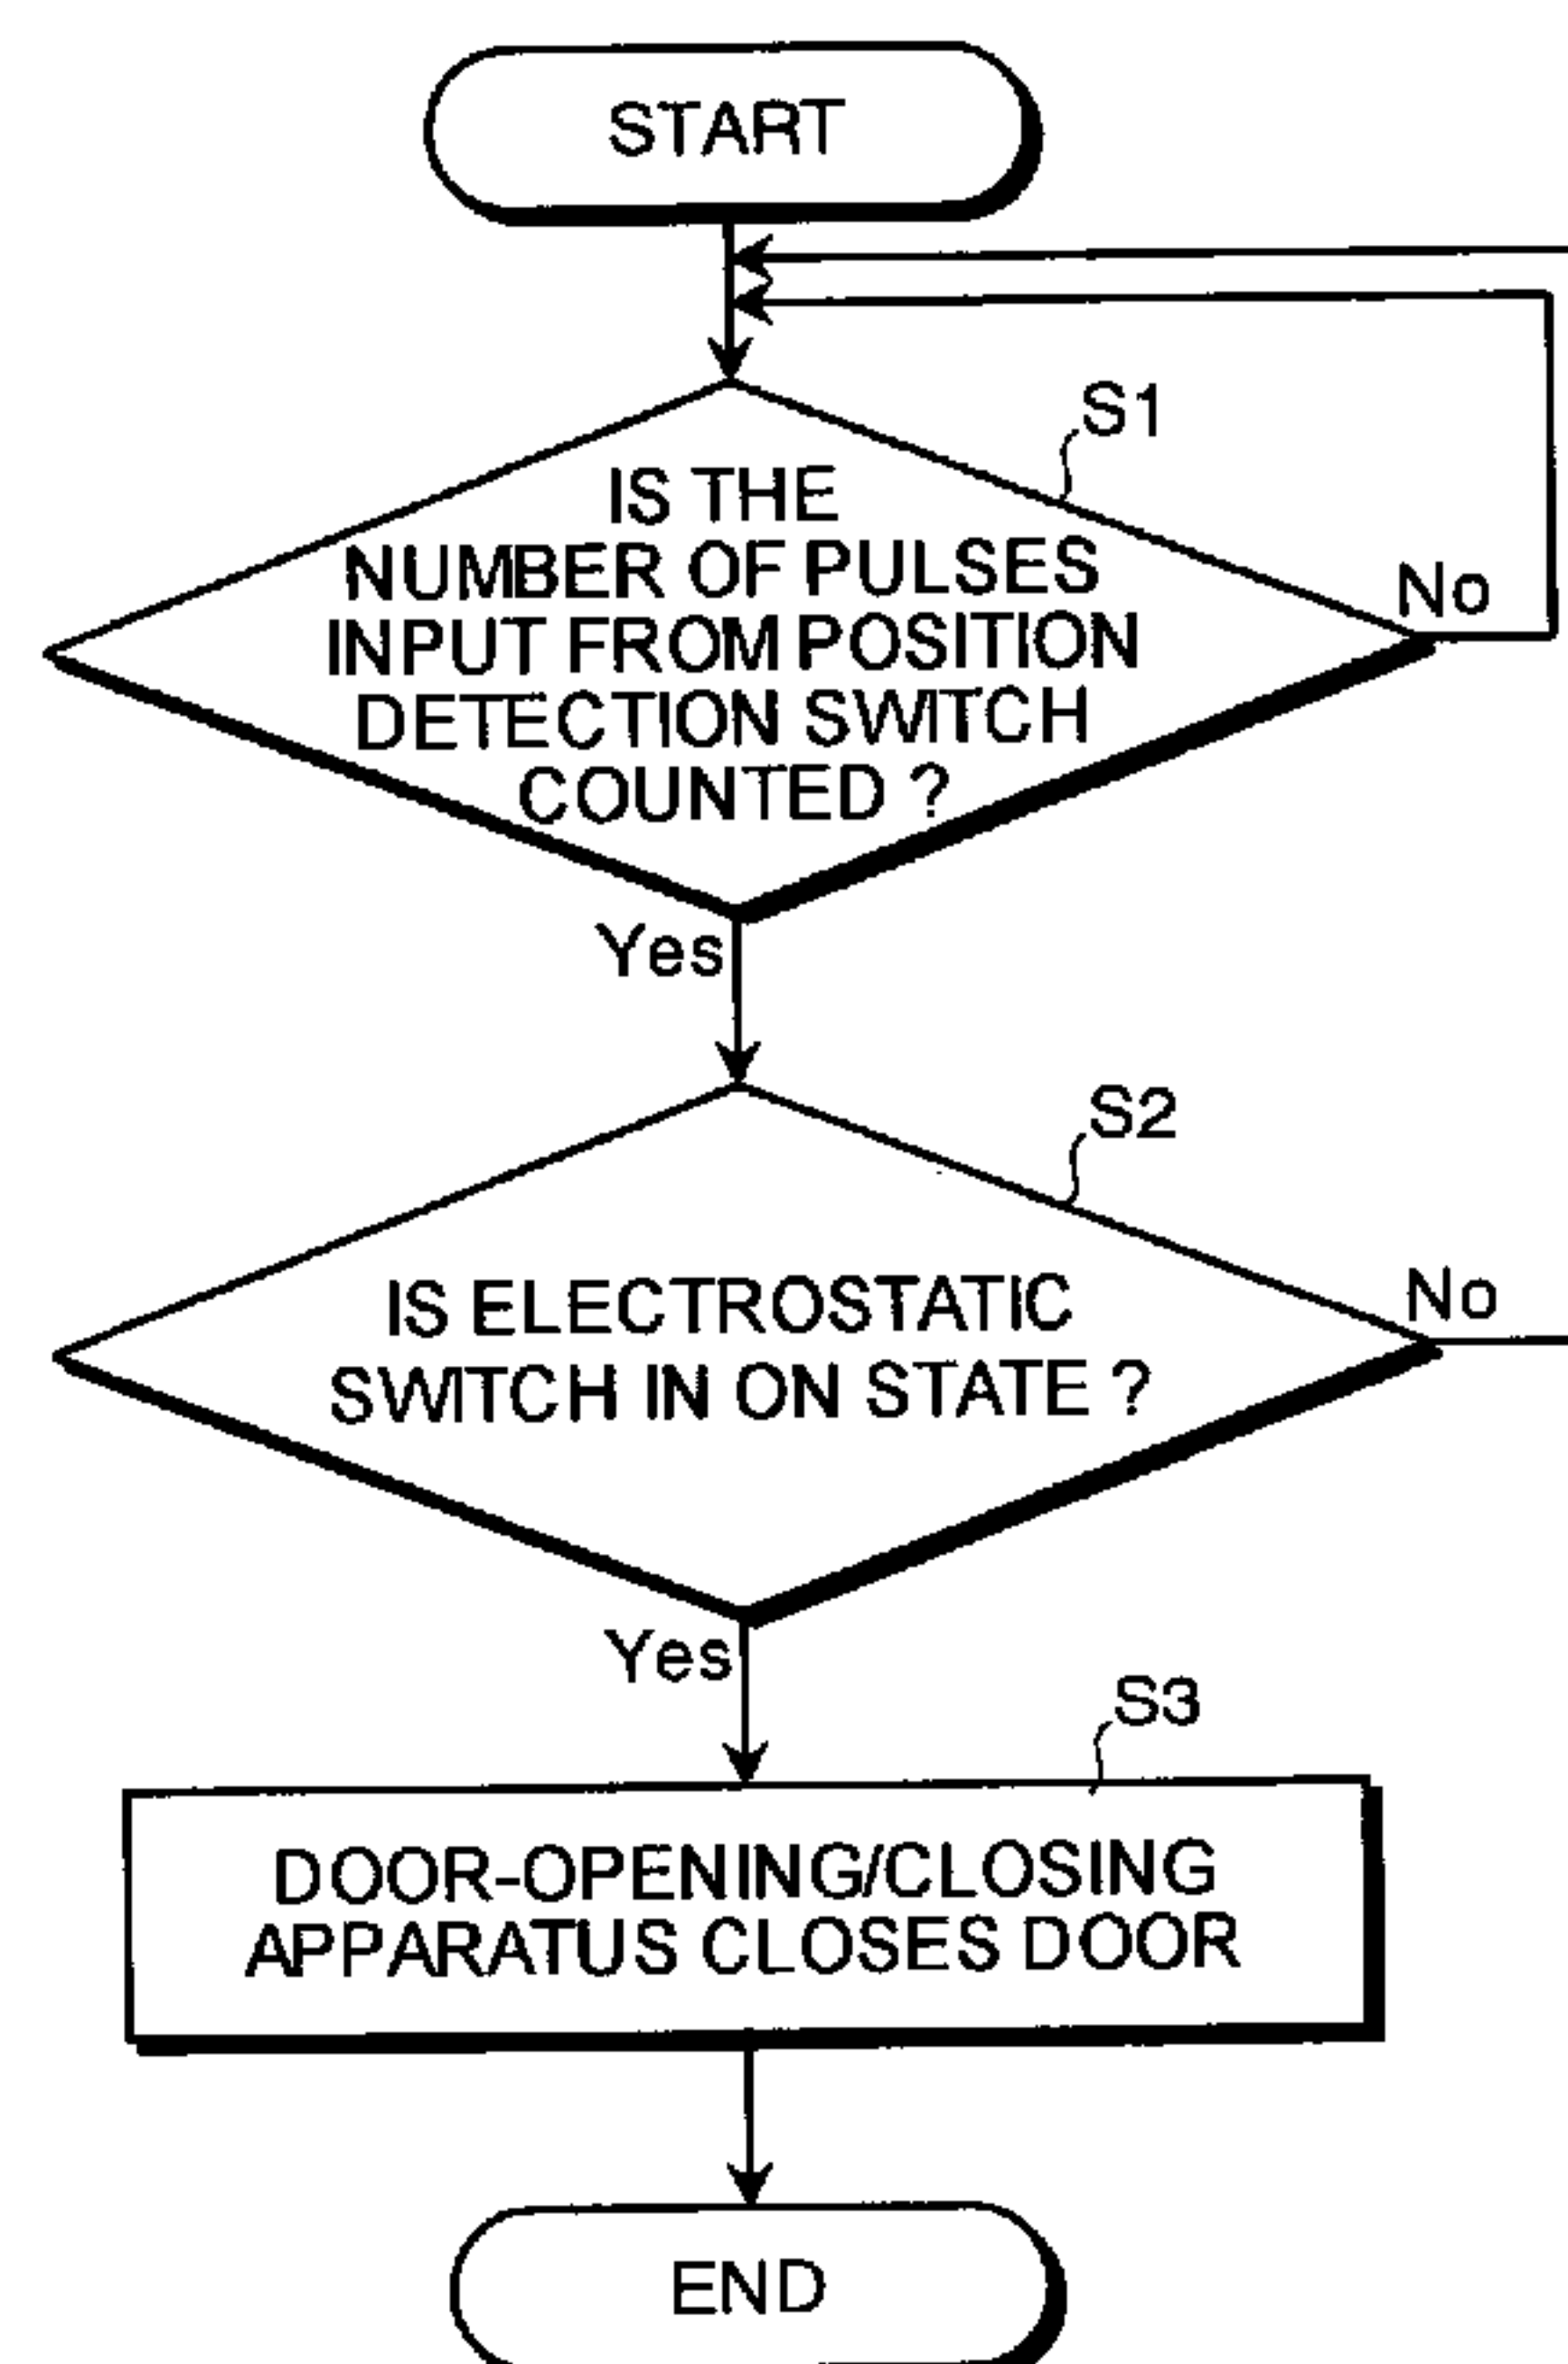 START
S1
IS THE
NUMBER OF PULSES
INPUT FROM POSITION
DETECTION SWITCH
COUNTED ?
No
Yes
S2
IS ELECTROSTATIC
SWITCH IN ON STATE ?
No
Yes
S3
DOOR-OPENING/CLOSING
APPARATUS CLOSES DOOR
END